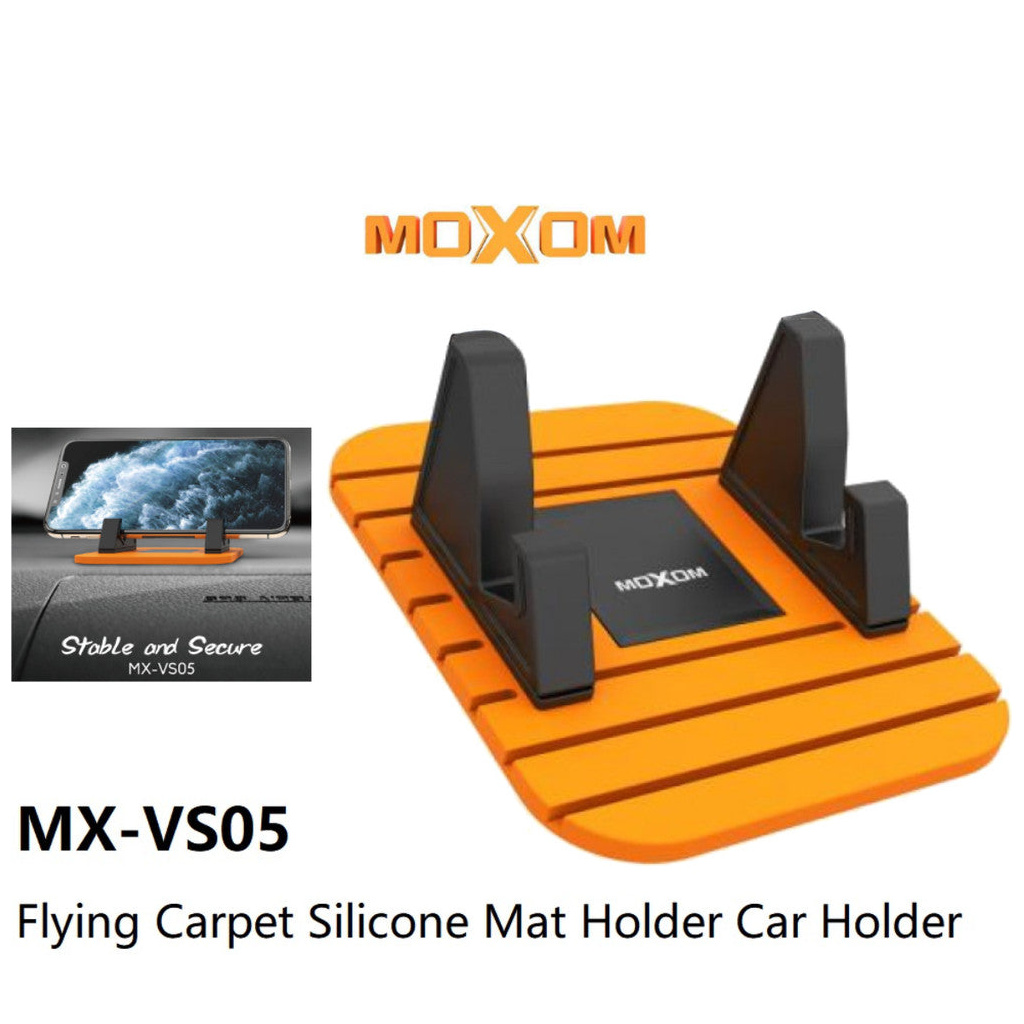 MOXOM
MOXOM
Stable and Secure
MX-VS05
MX-VS05
Flying Carpet Silicone Mat Holder Car Holder